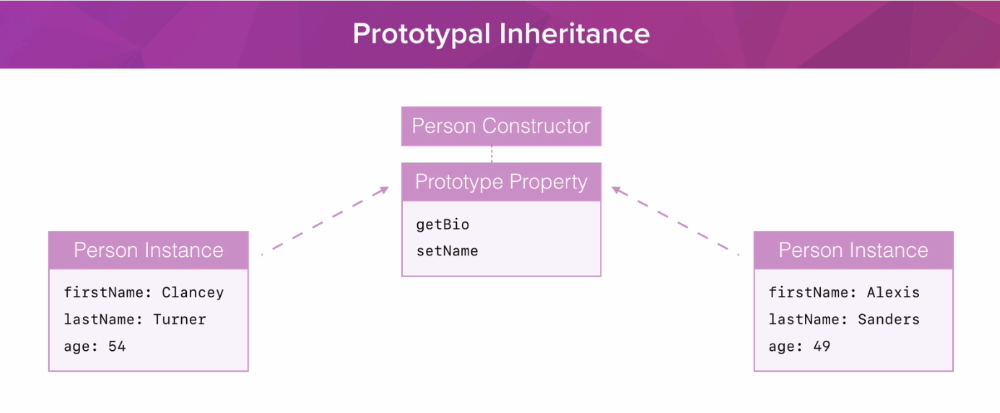 Prototypal Inheritance
Person Constructor
Prototype Property
getBio
setName
Person Instance
firstName: Clancey
lastName: Turner
age: 54
Person Instance
firstName: Alexis
lastName: Sanders
age: 49